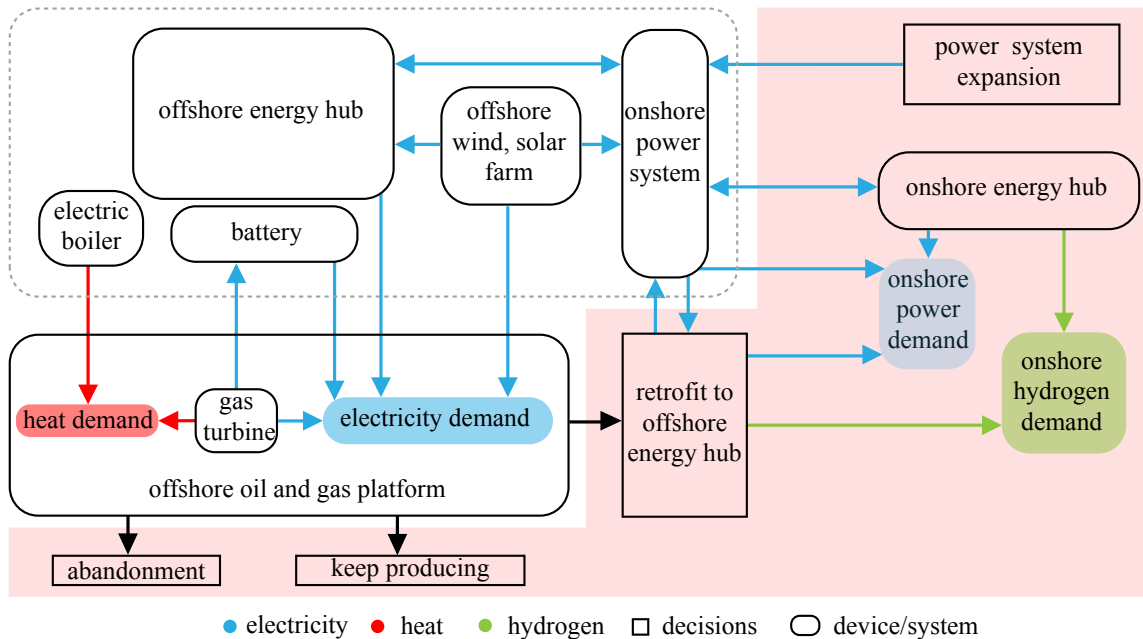 offshore energy hub
offshore
wind, solar
farm
onshore
power
system
power system
expansion
onshore energy hub
electric
boiler
battery
onshore
power
demand
heat demand
gas
turbine
electricity demand
offshore oil and gas platform
retrofit to
offshore
energy hub
onshore
hydrogen
demand
abandonment
keep producing
electricity
heat
hydrogen
decisions
device/system